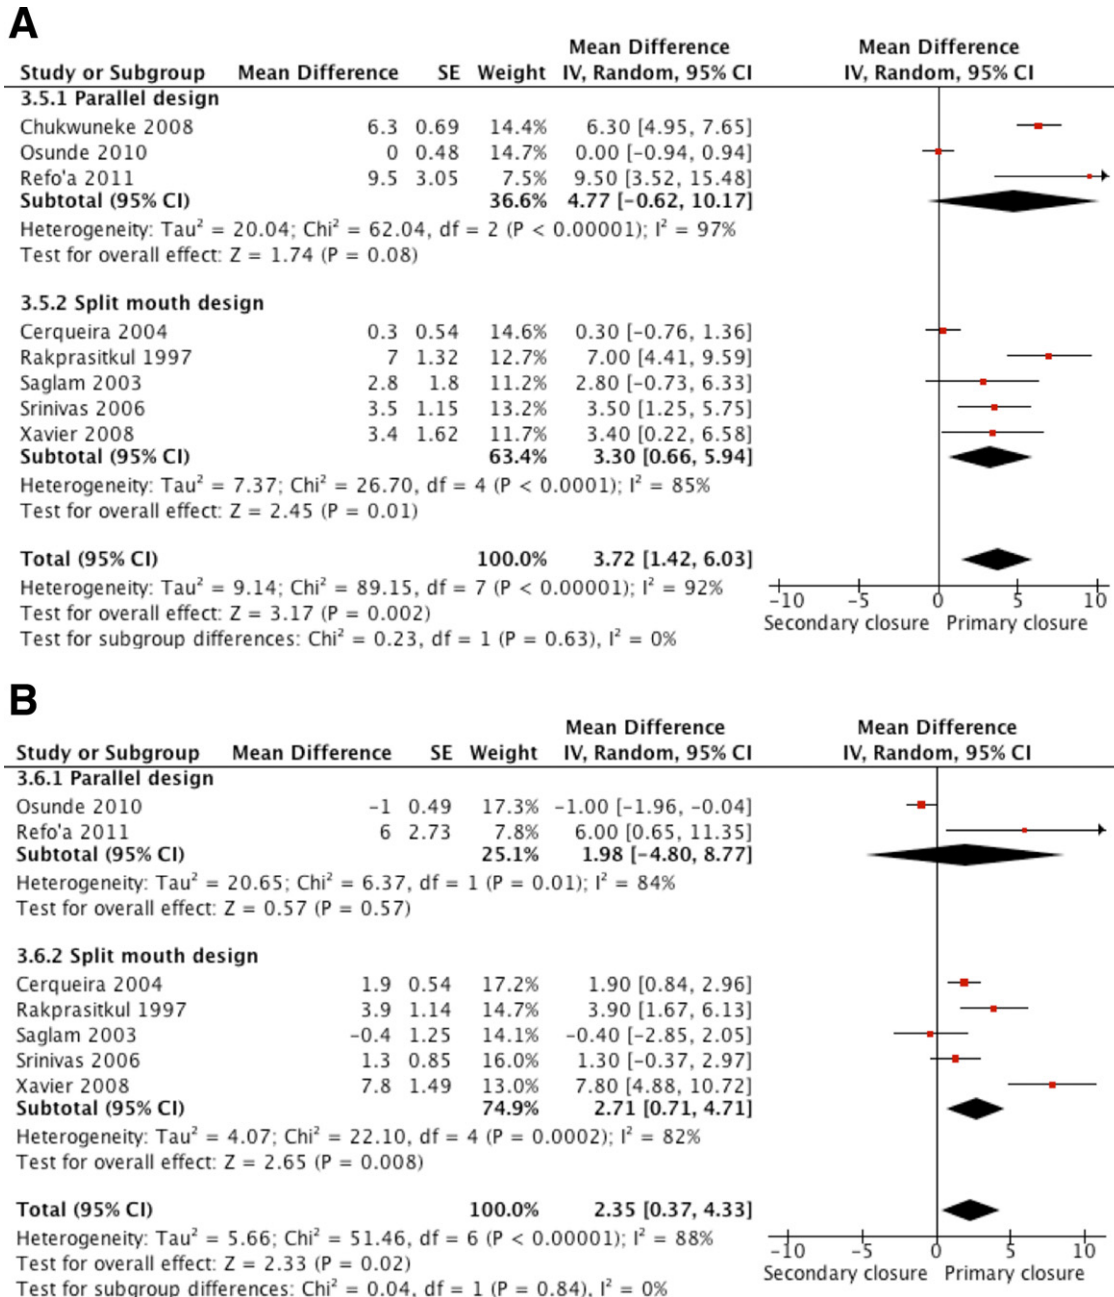 A
Mean Difference Mean Difference
Study or Subgroup Mean Difference SE Weight IV, Random, 95% CI IV, Random, 95% CI
3.5.1 Parallel design
Chukwuneke 2008 6.3 0.69 14.4% 6.30 [4.95, 7.65]
Osunde 2010 0 0.48 14.7% 0.00 [−0.94, 0.94]
Refo'a 2011 9.5 3.05 7.5% 9.50 [3.52, 15.48]
Subtotal (95% CI) 36.6% 4.77 [−0.62, 10.17]
Heterogeneity: Tau² = 20.04; Chi² = 62.04, df = 2 (P < 0.00001); I² = 97%
Test for overall effect: Z = 1.74 (P = 0.08)
3.5.2 Split mouth design
Cerqueira 2004 0.3 0.54 14.6% 0.30 [−0.76, 1.36]
Rakprasitkul 1997 7 1.32 12.7% 7.00 [4.41, 9.59]
Saglam 2003 2.8 1.8 11.2% 2.80 [−0.73, 6.33]
Srinivas 2006 3.5 1.15 13.2% 3.50 [1.25, 5.75]
Xavier 2008 3.4 1.62 11.7% 3.40 [0.22, 6.58]
Subtotal (95% CI) 63.4% 3.30 [0.66, 5.94]
Heterogeneity: Tau² = 7.37; Chi² = 26.70, df = 4 (P < 0.0001); I² = 85%
Test for overall effect: Z = 2.45 (P = 0.01)
Total (95% CI) 100.0% 3.72 [1.42, 6.03]
Heterogeneity: Tau² = 9.14; Chi² = 89.15, df = 7 (P < 0.00001); I² = 92%
Test for overall effect: Z = 3.17 (P = 0.002)
Test for subgroup differences: Chi² = 0.23, df = 1 (P = 0.63), I² = 0%
−10 −5 0 5 10
Secondary closure Primary closure
B
Mean Difference Mean Difference
Study or Subgroup Mean Difference SE Weight IV, Random, 95% CI IV, Random, 95% CI
3.6.1 Parallel design
Osunde 2010 −1 0.49 17.3% −1.00 [−1.96, −0.04]
Refo'a 2011 6 2.73 7.8% 6.00 [0.65, 11.35]
Subtotal (95% CI) 25.1% 1.98 [−4.80, 8.77]
Heterogeneity: Tau² = 20.65; Chi² = 6.37, df = 1 (P = 0.01); I² = 84%
Test for overall effect: Z = 0.57 (P = 0.57)
3.6.2 Split mouth design
Cerqueira 2004 1.9 0.54 17.2% 1.90 [0.84, 2.96]
Rakprasitkul 1997 3.9 1.14 14.7% 3.90 [1.67, 6.13]
Saglam 2003 −0.4 1.25 14.1% −0.40 [−2.85, 2.05]
Srinivas 2006 1.3 0.85 16.0% 1.30 [−0.37, 2.97]
Xavier 2008 7.8 1.49 13.0% 7.80 [4.88, 10.72]
Subtotal (95% CI) 74.9% 2.71 [0.71, 4.71]
Heterogeneity: Tau² = 4.07; Chi² = 22.10, df = 4 (P = 0.0002); I² = 82%
Test for overall effect: Z = 2.65 (P = 0.008)
Total (95% CI) 100.0% 2.35 [0.37, 4.33]
Heterogeneity: Tau² = 5.66; Chi² = 51.46, df = 6 (P < 0.00001); I² = 88%
Test for overall effect: Z = 2.33 (P = 0.02)
Test for subgroup differences: Chi² = 0.04, df = 1 (P = 0.84), I² = 0%
−10 −5 0 5 10
Secondary closure Primary closure